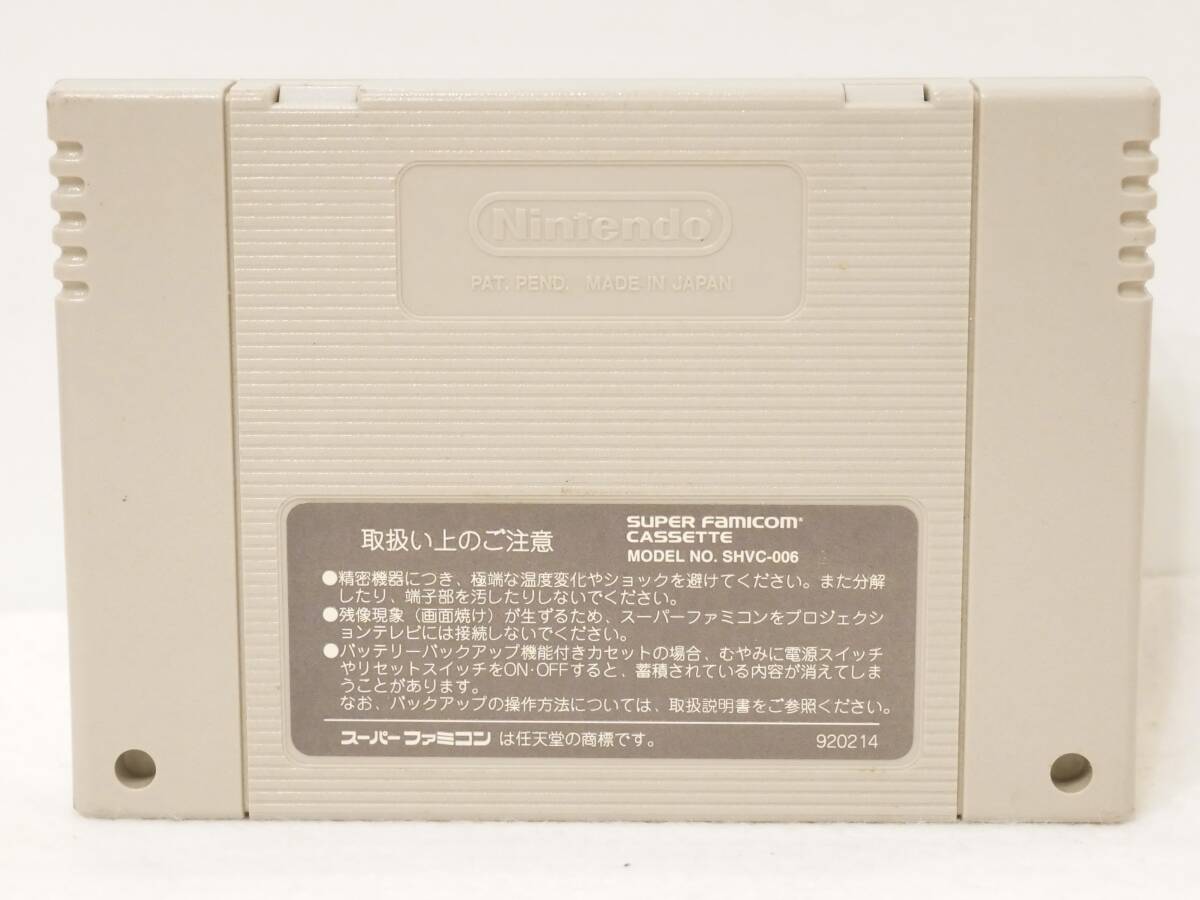 Nintendo
PAT. PEND. MADE IN JAPAN
取扱い上のご注意
SUPER FAMICOM
CASSETTE
MODEL NO. SHVC-006
●精密機器につき、極端な温度変化やショックを避けてください。また分解
したり、端子部を汚したりしないでください。
●残像現象（画面焼け）が生ずるため、スーパーファミコンをプロジェクシ
ョンテレビには接続しないでください。
●バッテリーバックアップ機能付きカセットの場合、むやみに電源スイッチ
やリセットスイッチをON·OFFすると、蓄積されている内容が消えてしま
うことがあります。
なお、バックアップの操作方法については、取扱説明書をご参照ください。
スーパーファミコン は任天堂の商標です。
920214